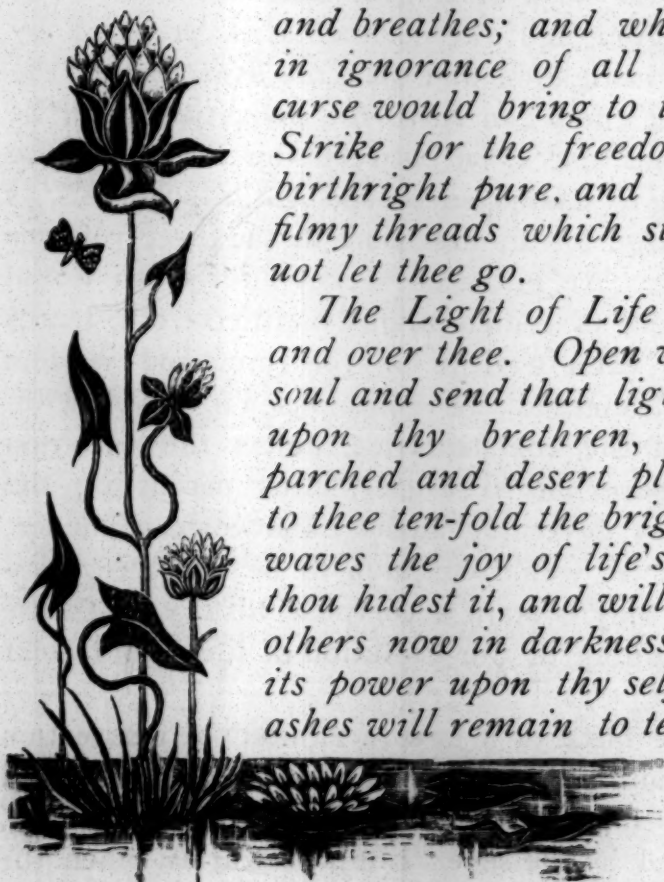 and breathes; and wh
in ignorance of all
curse would bring to
Strike for the freedo
birthright pure. and
filmy threads which
uot let thee go.
The Light of Life
and over thee. Open
soul and send that lig
upon thy brethren,
parched and desert pl
to thee ten-fold the brig
waves the joy of life's
thou hidest it, and will
others now in darkness
its power upon thy sel
ashes will remain to te